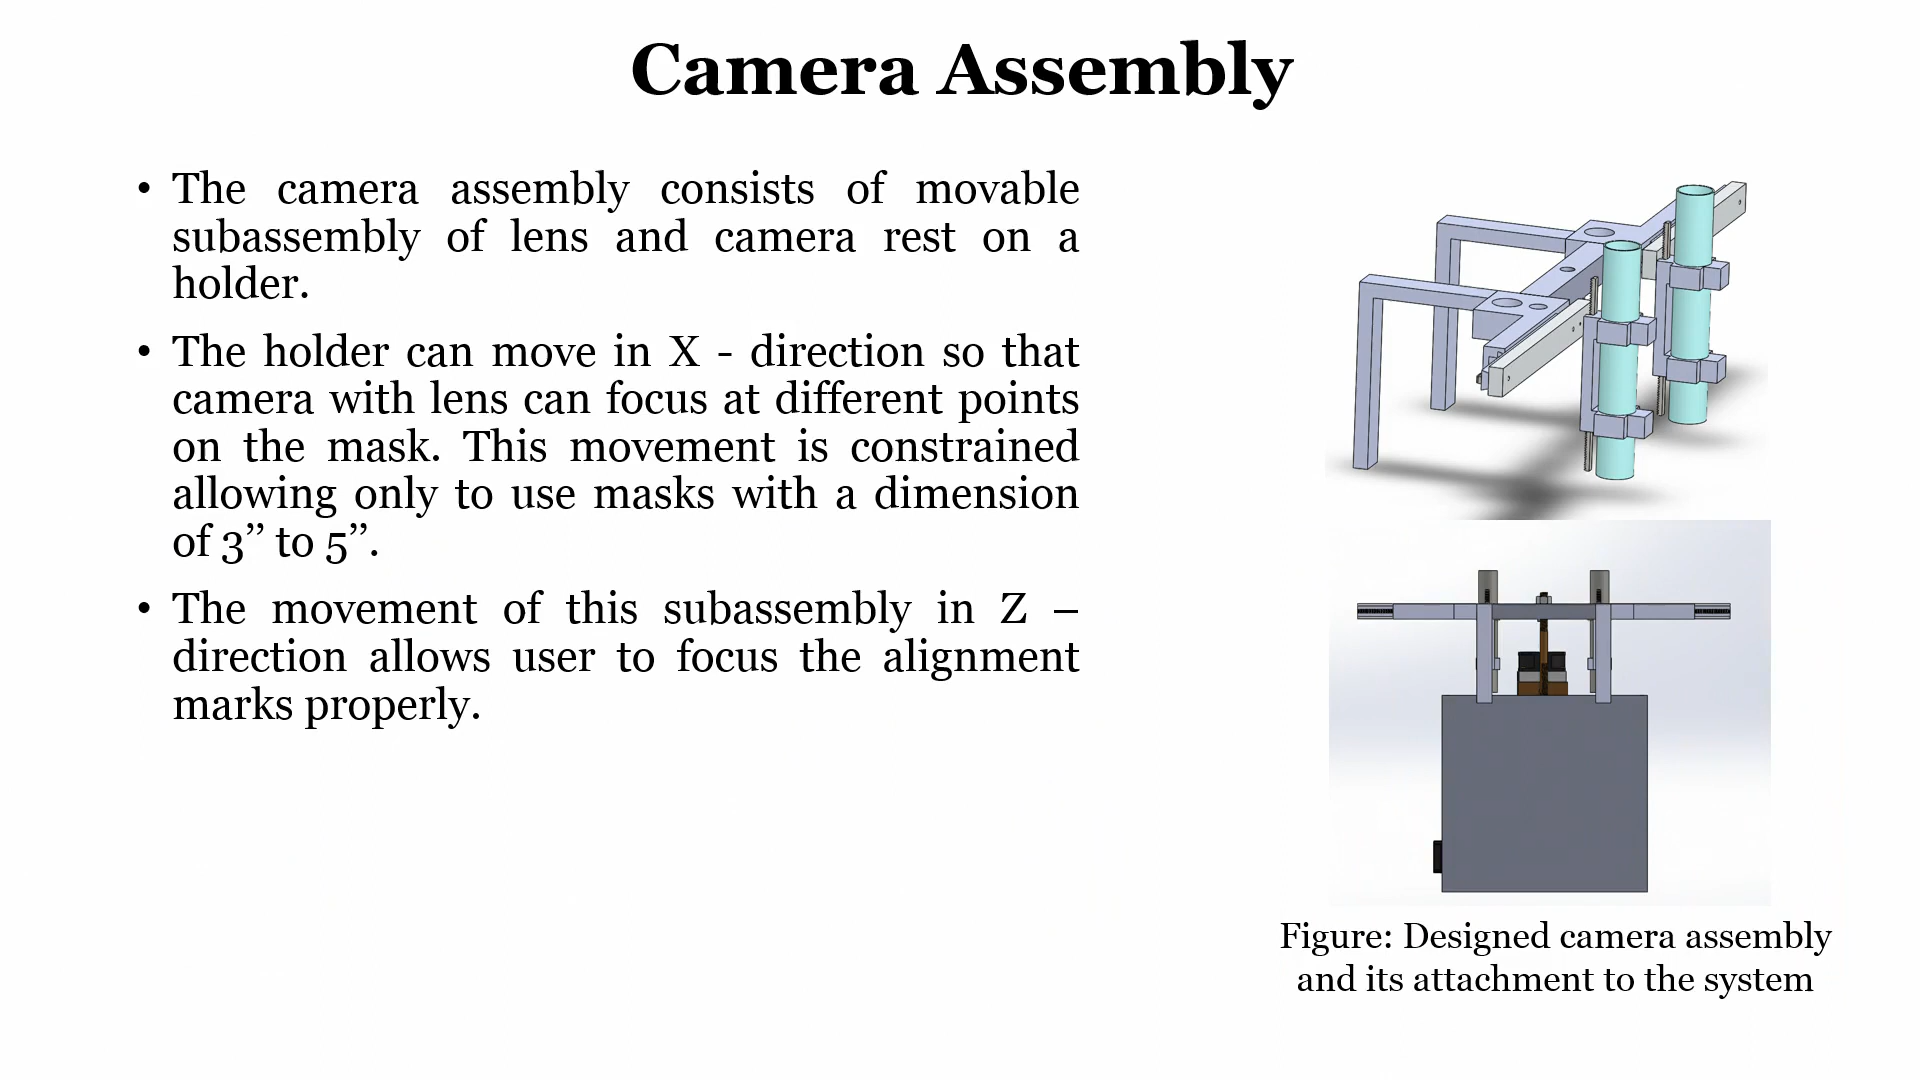 Camera Assembly
• The camera assembly consists of movable
subassembly of lens and camera rest on a
holder.
• The holder can move in X - direction so that
camera with lens can focus at different points
on the mask. This movement is constrained
allowing only to use masks with a dimension
of 3’’ to 5’’.
• The movement of this subassembly in Z –
direction allows user to focus the alignment
marks properly.
Figure: Designed camera assembly
and its attachment to the system